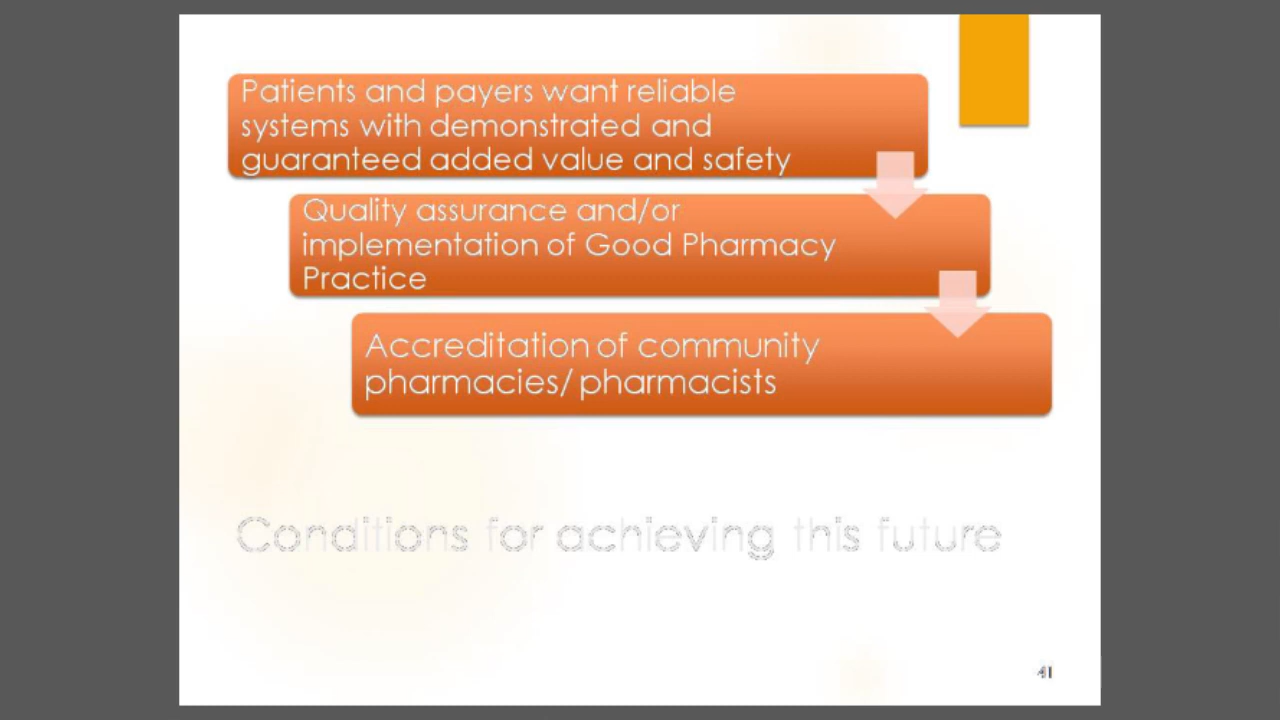 Patients and payers want reliable
systems with demonstrated and
guaranteed added value and safety
Quality assurance and/or
implementation of Good Pharmacy
Practice
Accreditation of community
pharmacies/ pharmacists
Conditions for achieving this future
41